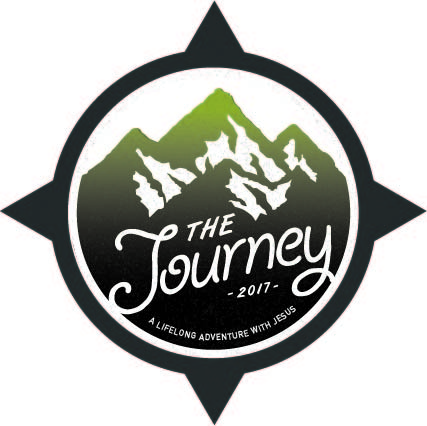 THE
Journey
- 2017 -
A LIFELONG ADVENTURE WITH JESUS